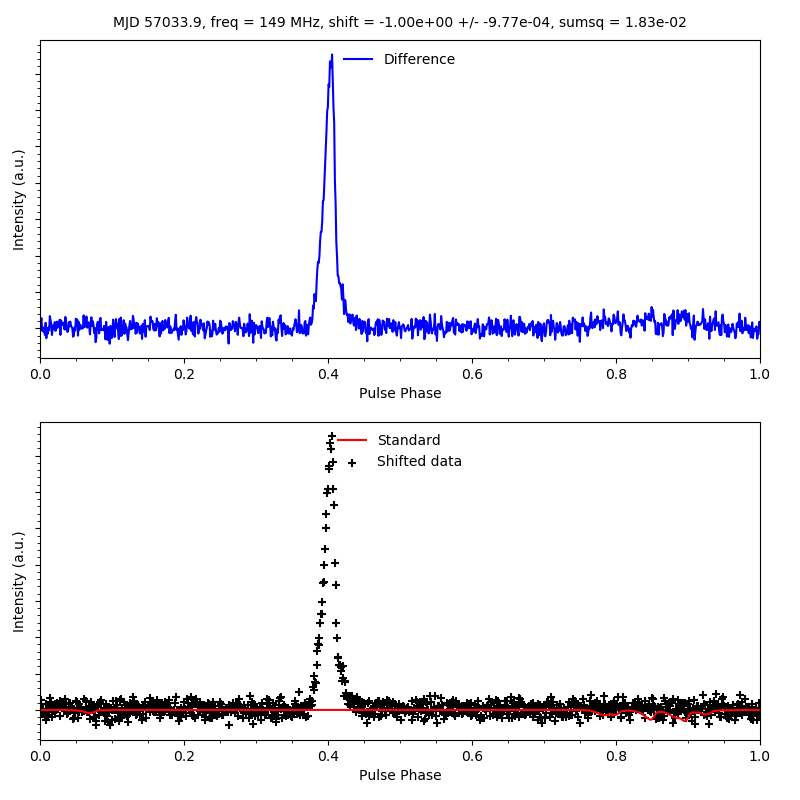 MJD 57033.9, freq = 149 MHz, shift = -1.00e+00 +/- -9.77e-04, sumsq = 1.83e-02
Difference
Intensity (a.u.)
0.0 0.2 0.4 0.6 0.8 1.0
Pulse Phase
Standard
Shifted data
Intensity (a.u.)
0.0 0.2 0.4 0.6 0.8 1.0
Pulse Phase